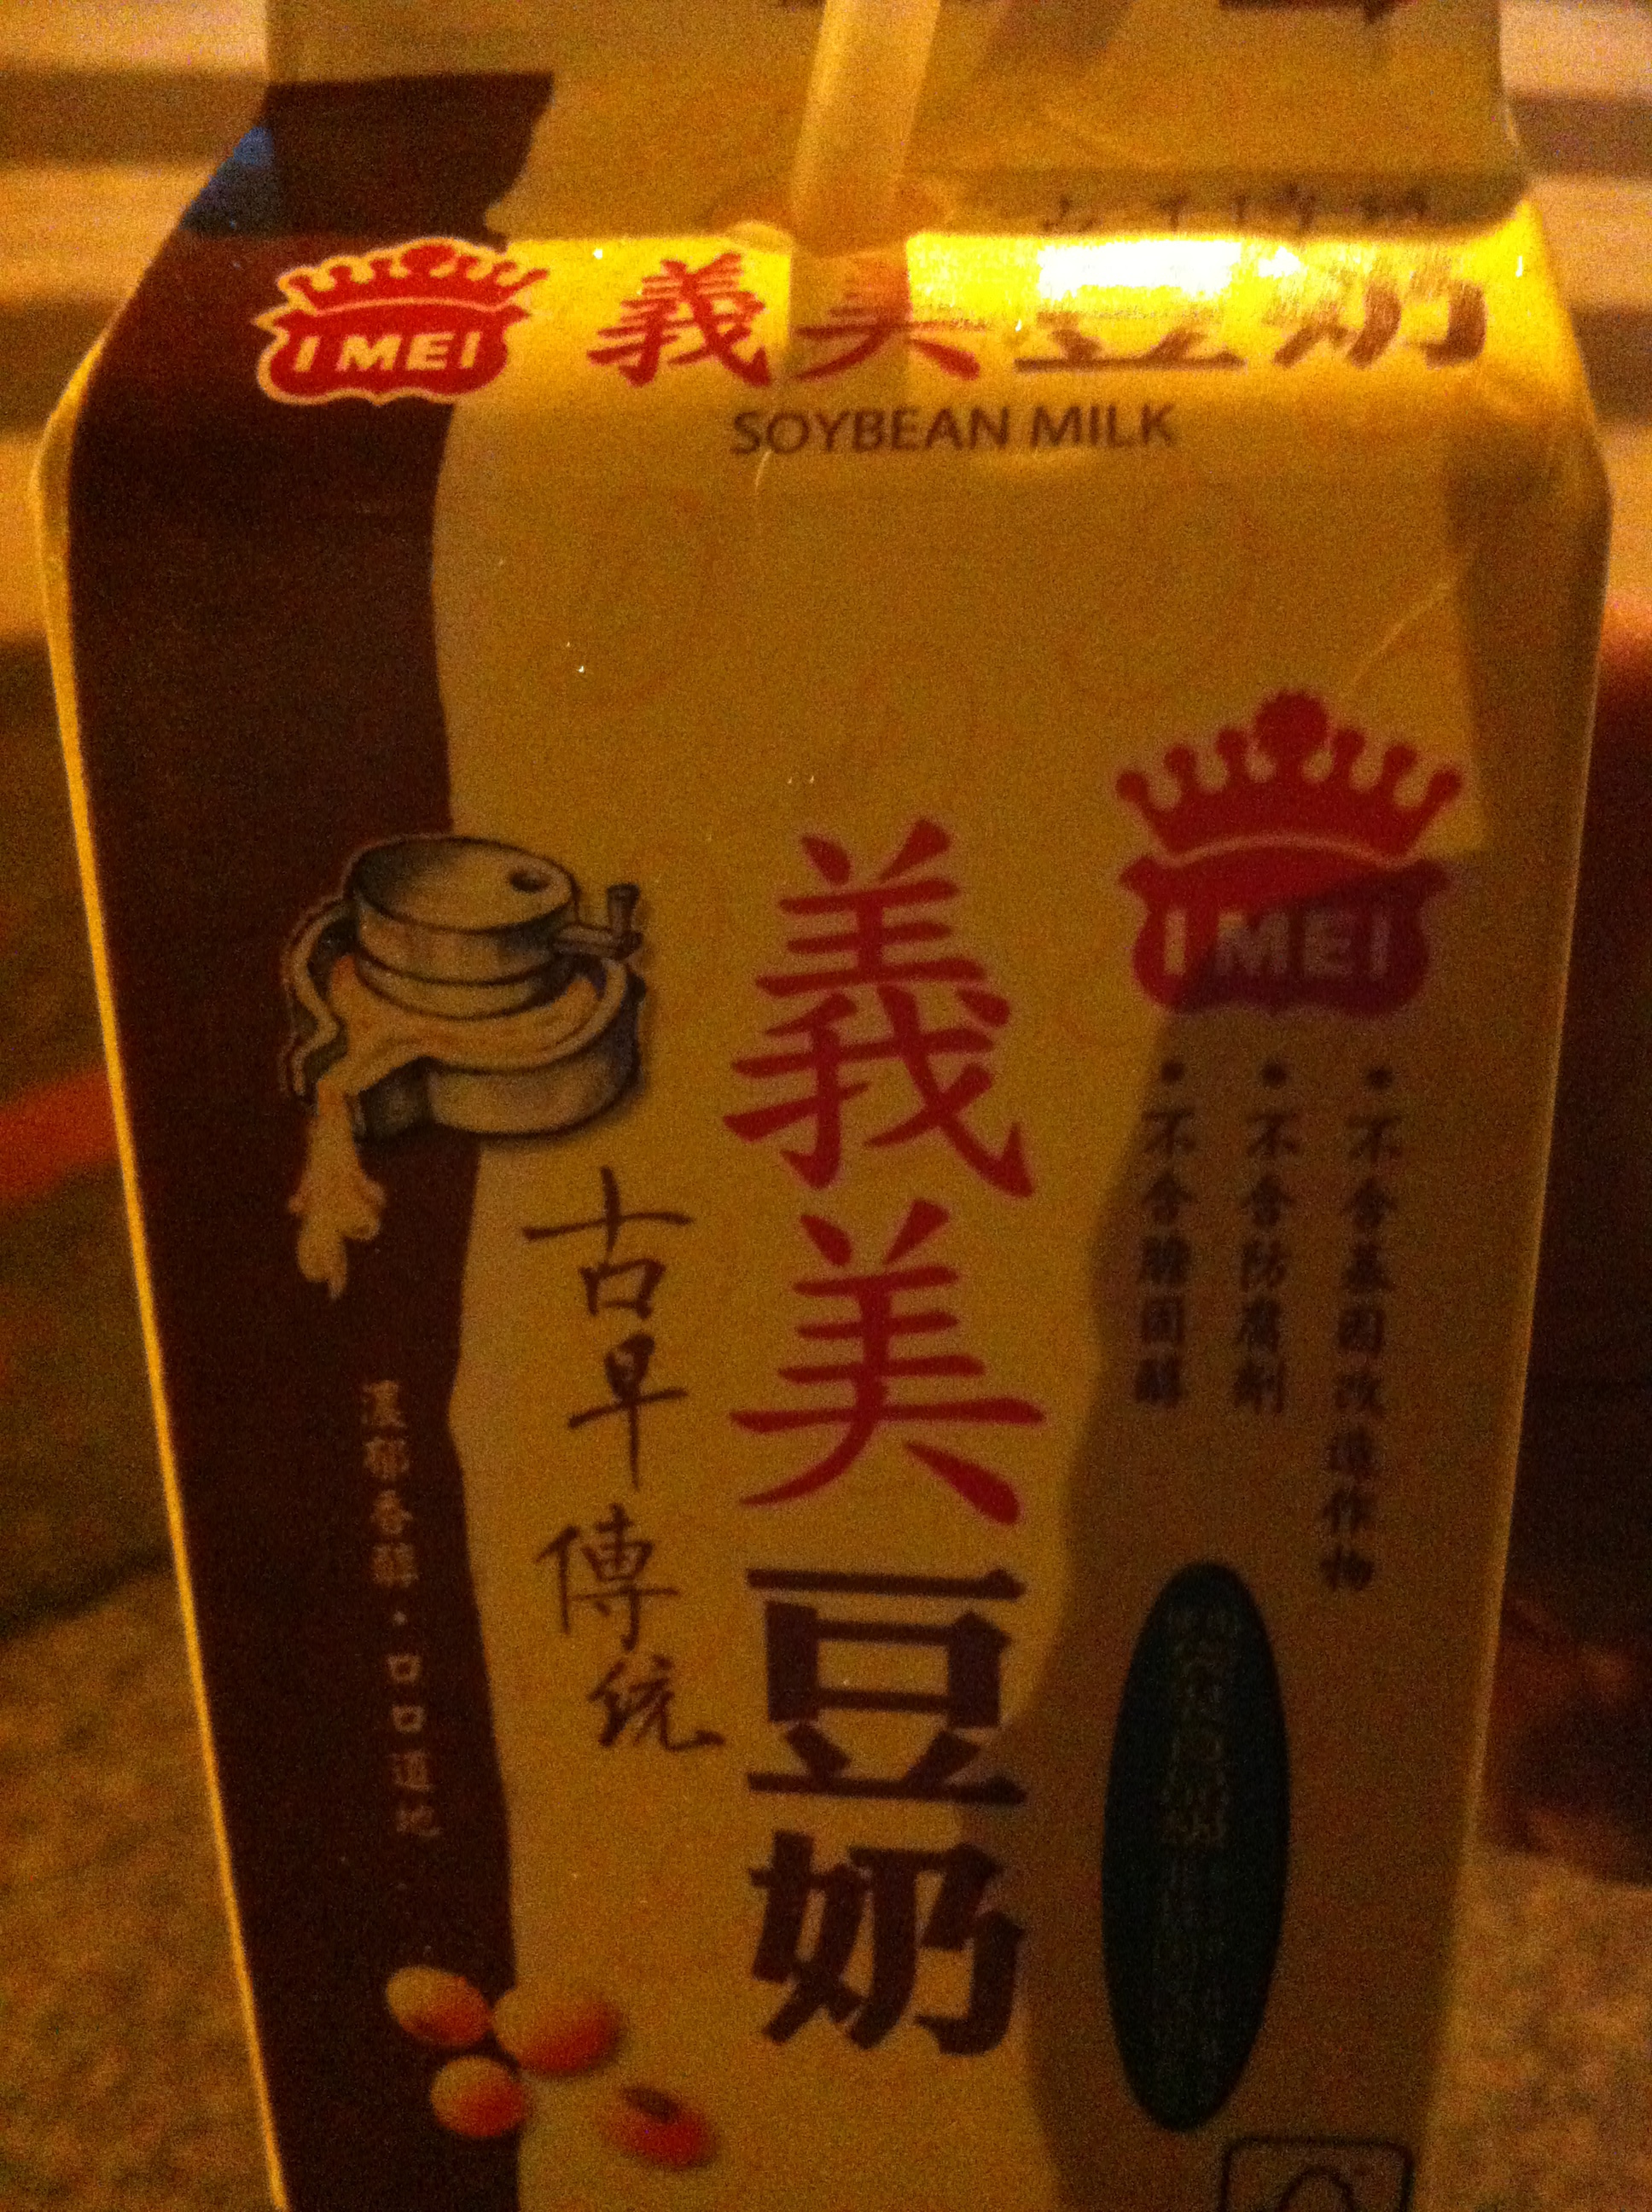 I MEI
義美豆奶
SOYBEAN MILK
I MEI
不含基因改造作物
不含防腐劑
不含膽固醇
義美豆奶
古早傳統
濃郁香醇・口口道地